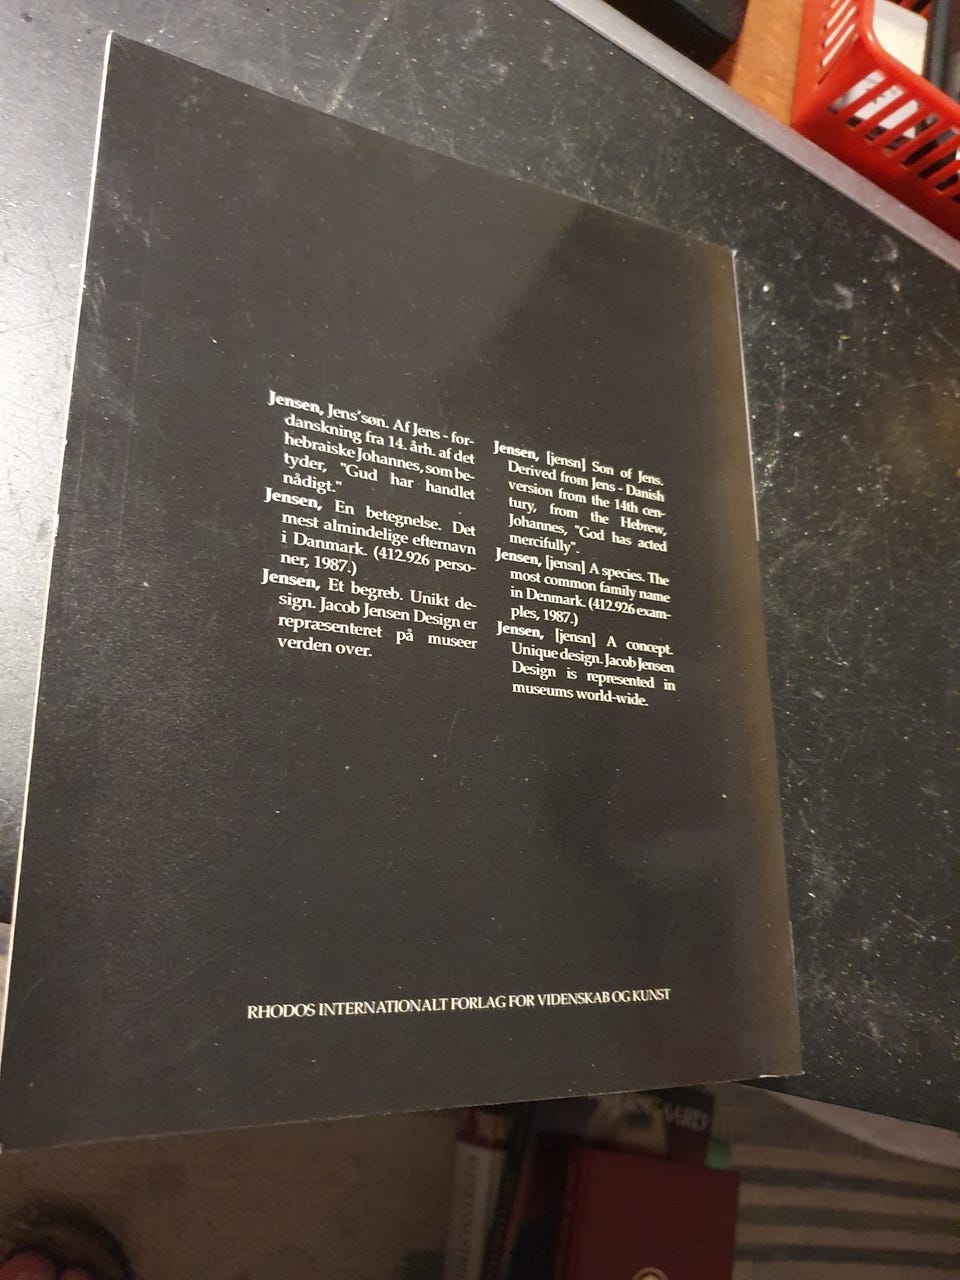 Jensen, Jens'søn. Af Jens - for-
danskning fra 14. årh. af det
hebraiske Johannes, som be-
tyder, "Gud har handlet
nådigt."
Jensen, En betegnelse. Det
mest almindelige efternavn
i Danmark. (412.926 perso-
ner, 1987.)
Jensen, Et begreb. Unikt de-
sign. Jacob Jensen Design er
repræsenteret på museer
verden over.
Jensen, [jensn] Son of Jens.
Derived from Jens - Danish
version from the 14th cen-
tury, from the Hebrew,
Johannes, "God has acted
mercifully".
Jensen, [jensn] A species. The
most common family name
in Denmark. (412.926 exam-
ples, 1987.)
Jensen, [jensn] A concept.
Unique design. Jacob Jensen
Design is represented in
museums world-wide.
RHODOS INTERNATIONALT FORLAG FOR VIDENSKAB OG KUNST